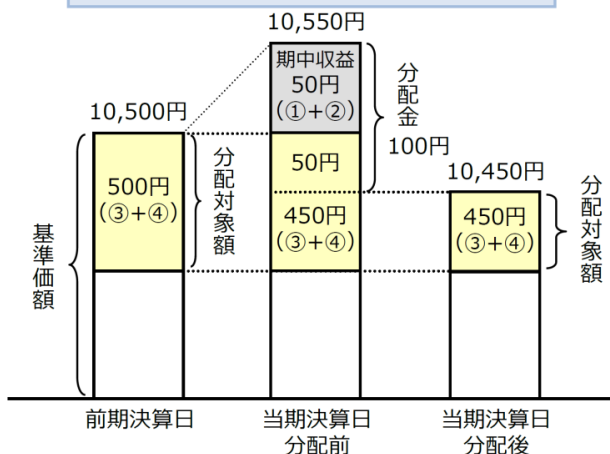 10,550円
期中収益
50円
(①+②)
分配金
100円
10,500円
500円
(③+④)
分配対象額
50円
450円
(③+④)
10,450円
450円
(③+④)
分配対象額
基準価額
前期決算日
当期決算日
分配前
当期決算日
分配後